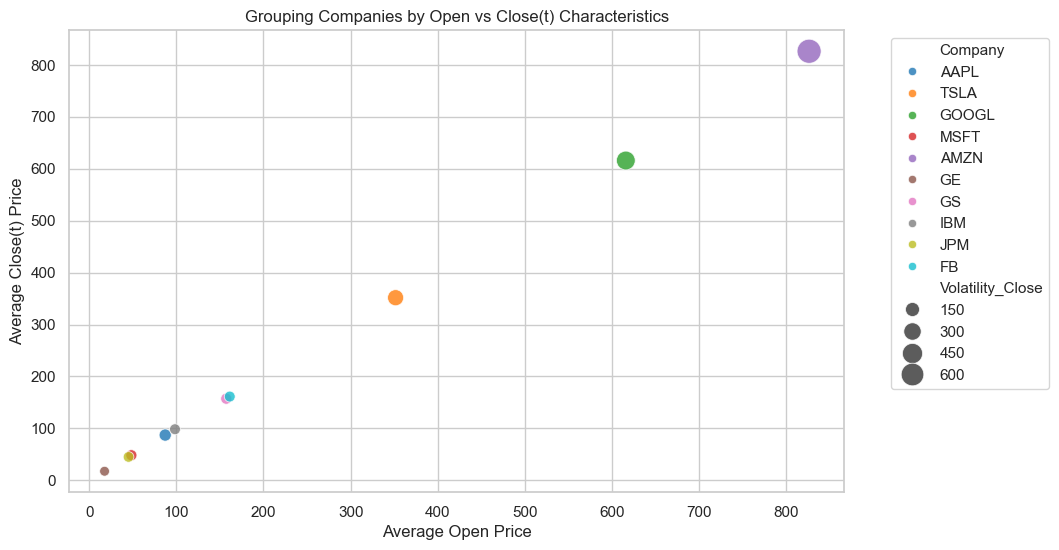 Grouping Companies by Open vs Close(t) Characteristics
Average Close(t) Price
800
700
600
500
400
300
200
100
0
0 100 200 300 400 500 600 700 800
Average Open Price
Company
AAPL
TSLA
GOOGL
MSFT
AMZN
GE
GS
IBM
JPM
FB
Volatility_Close
150
300
450
600